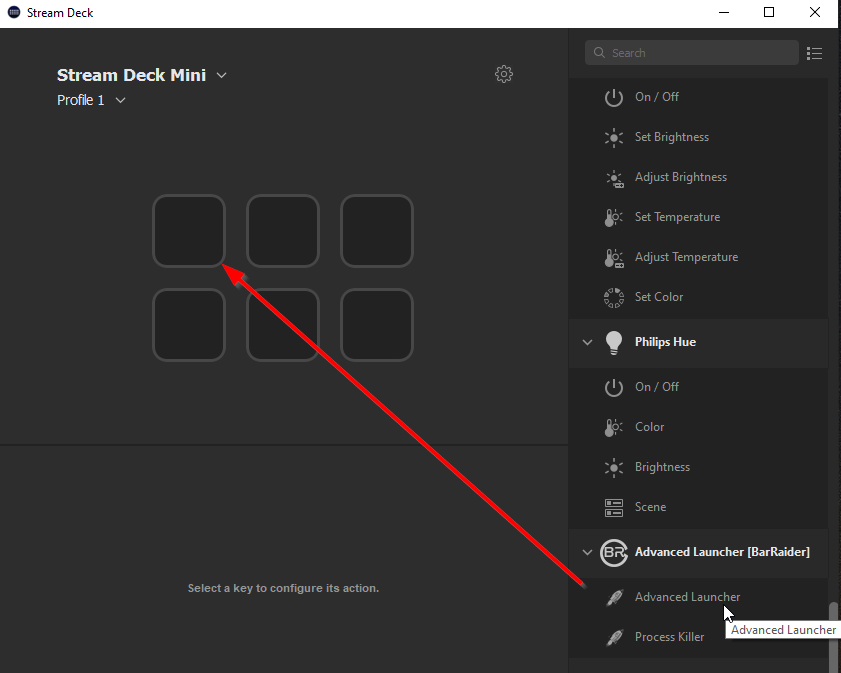 Stream Deck
Stream Deck Mini
Profile 1
Search
On / Off
Set Brightness
Adjust Brightness
Set Temperature
Adjust Temperature
Set Color
Philips Hue
On / Off
Color
Brightness
Scene
BR
Advanced Launcher [BarRaider]
Advanced Launcher
Advanced Launcher
Process Killer
Select a key to configure its action.